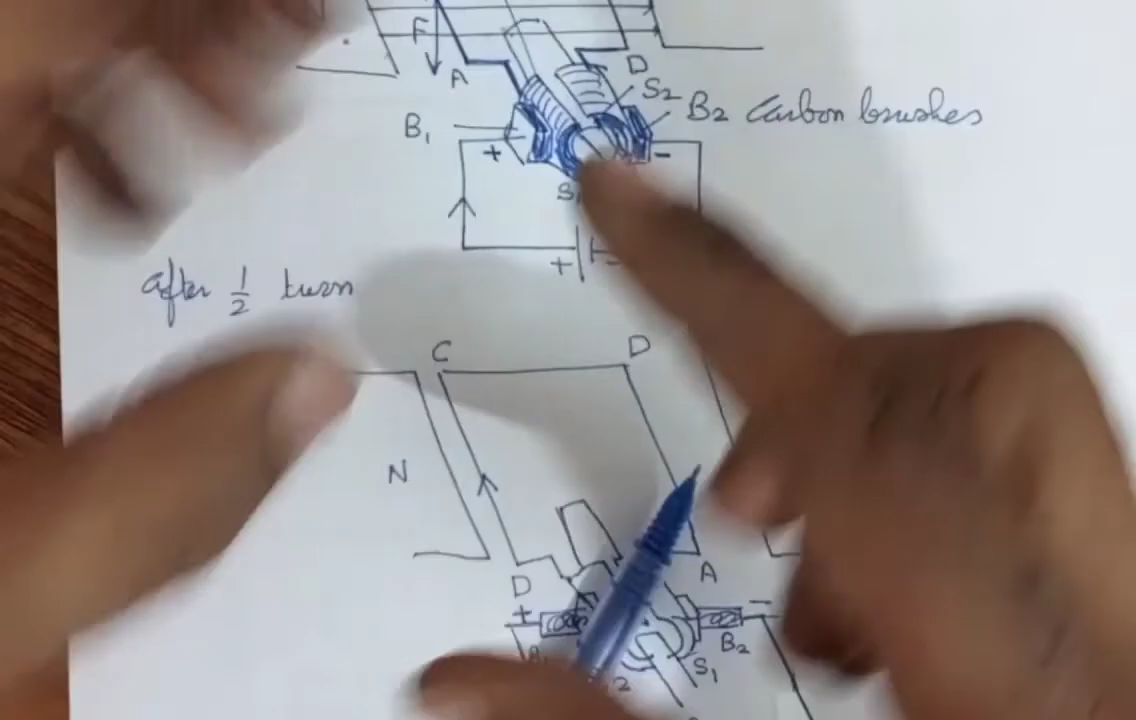 F
A
D
S2
B1
B2 Carbon brushes
+
-
S1
+
-
After 1/2 turn
C
D
N
D
A
+
-
B2
S1